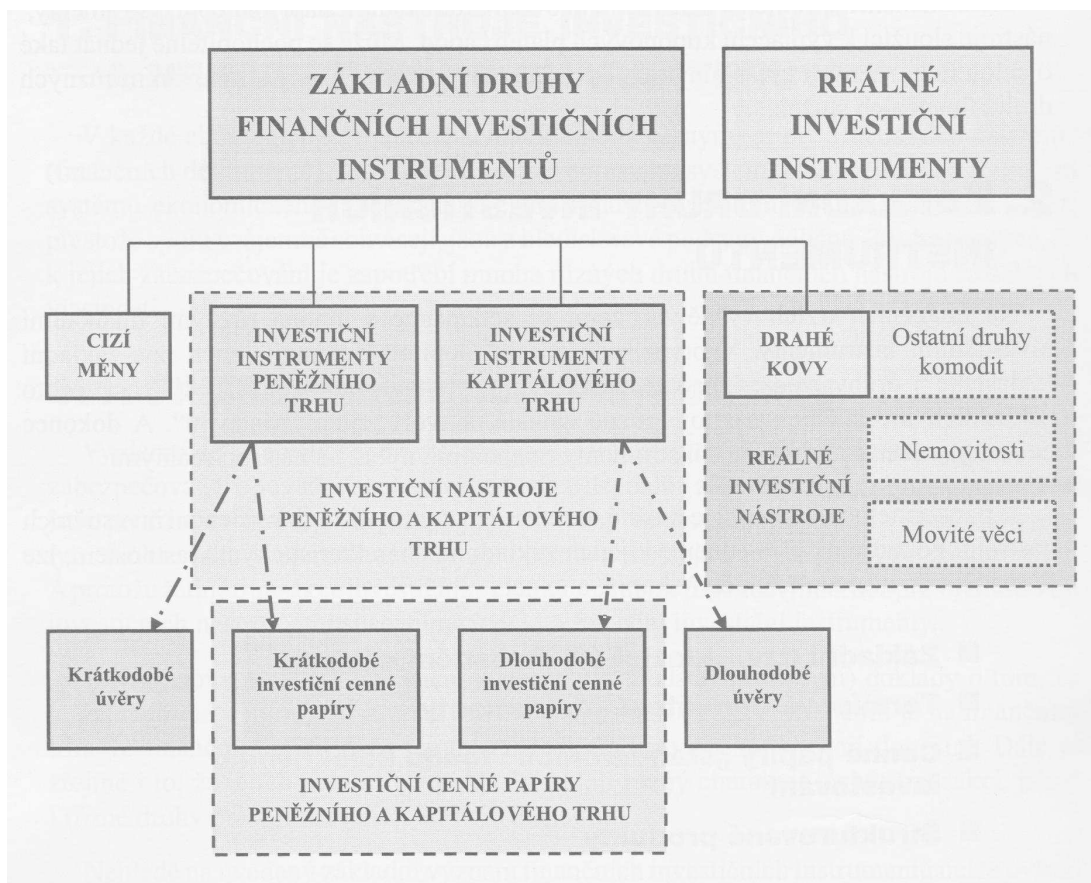 ZÁKLADNÍ DRUHY
FINANČNÍCH INVESTIČNÍCH
INSTRUMENTŮ
REÁLNÉ
INVESTIČNÍ
INSTRUMENTY
CIZÍ
MĚNY
INVESTIČNÍ
INSTRUMENTY
PENĚŽNÍHO
TRHU
INVESTIČNÍ
INSTRUMENTY
KAPITÁLOVÉHO
TRHU
DRAHÉ
KOVY
Ostatní druhy
komodit
Nemovitosti
Movité věci
REÁLNÉ
INVESTIČNÍ
NÁSTROJE
INVESTIČNÍ NÁSTROJE
PENĚŽNÍHO A KAPITÁLOVÉHO
TRHU
Krátkodobé
úvěry
Krátkodobé
investiční cenné
papíry
Dlouhodobé
investiční cenné
papíry
Dlouhodobé
úvěry
INVESTIČNÍ CENNÉ PAPÍRY
PENĚŽNÍHO A KAPITÁLOVÉHO TRHU